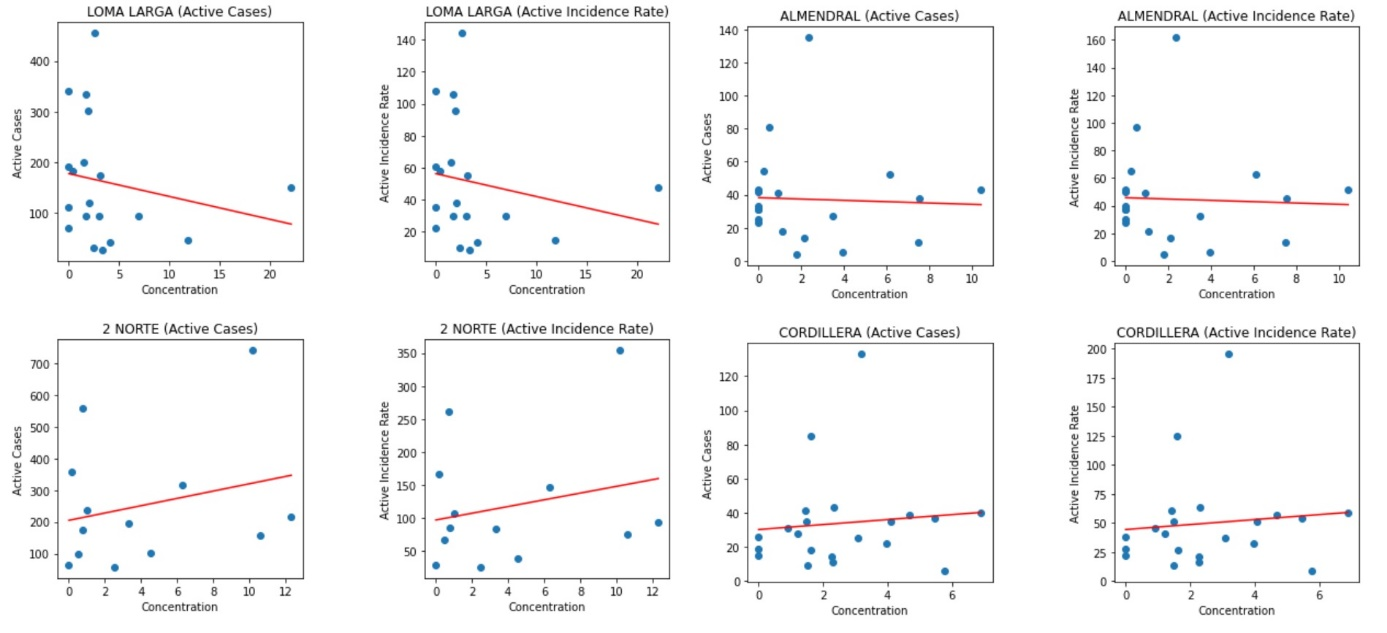 LOMA LARGA (Active Cases)
400
300
200
100
Active Cases
0 5 10 15 20
Concentration
LOMA LARGA (Active Incidence Rate)
140
120
100
80
60
40
20
Active Incidence Rate
0 5 10 15 20
Concentration
ALMENDRAL (Active Cases)
140
120
100
80
60
40
20
0
Active Cases
0 2 4 6 8 10
Concentration
ALMENDRAL (Active Incidence Rate)
160
140
120
100
80
60
40
20
0
Active Incidence Rate
0 2 4 6 8 10
Concentration
2 NORTE (Active Cases)
700
600
500
400
300
200
100
Active Cases
0 2 4 6 8 10 12
Concentration
2 NORTE (Active Incidence Rate)
350
300
250
200
150
100
50
Active Incidence Rate
0 2 4 6 8 10 12
Concentration
CORDILLERA (Active Cases)
120
100
80
60
40
20
0
Active Cases
0 2 4 6
Concentration
CORDILLERA (Active Incidence Rate)
200
175
150
125
100
75
50
25
0
Active Incidence Rate
0 2 4 6
Concentration